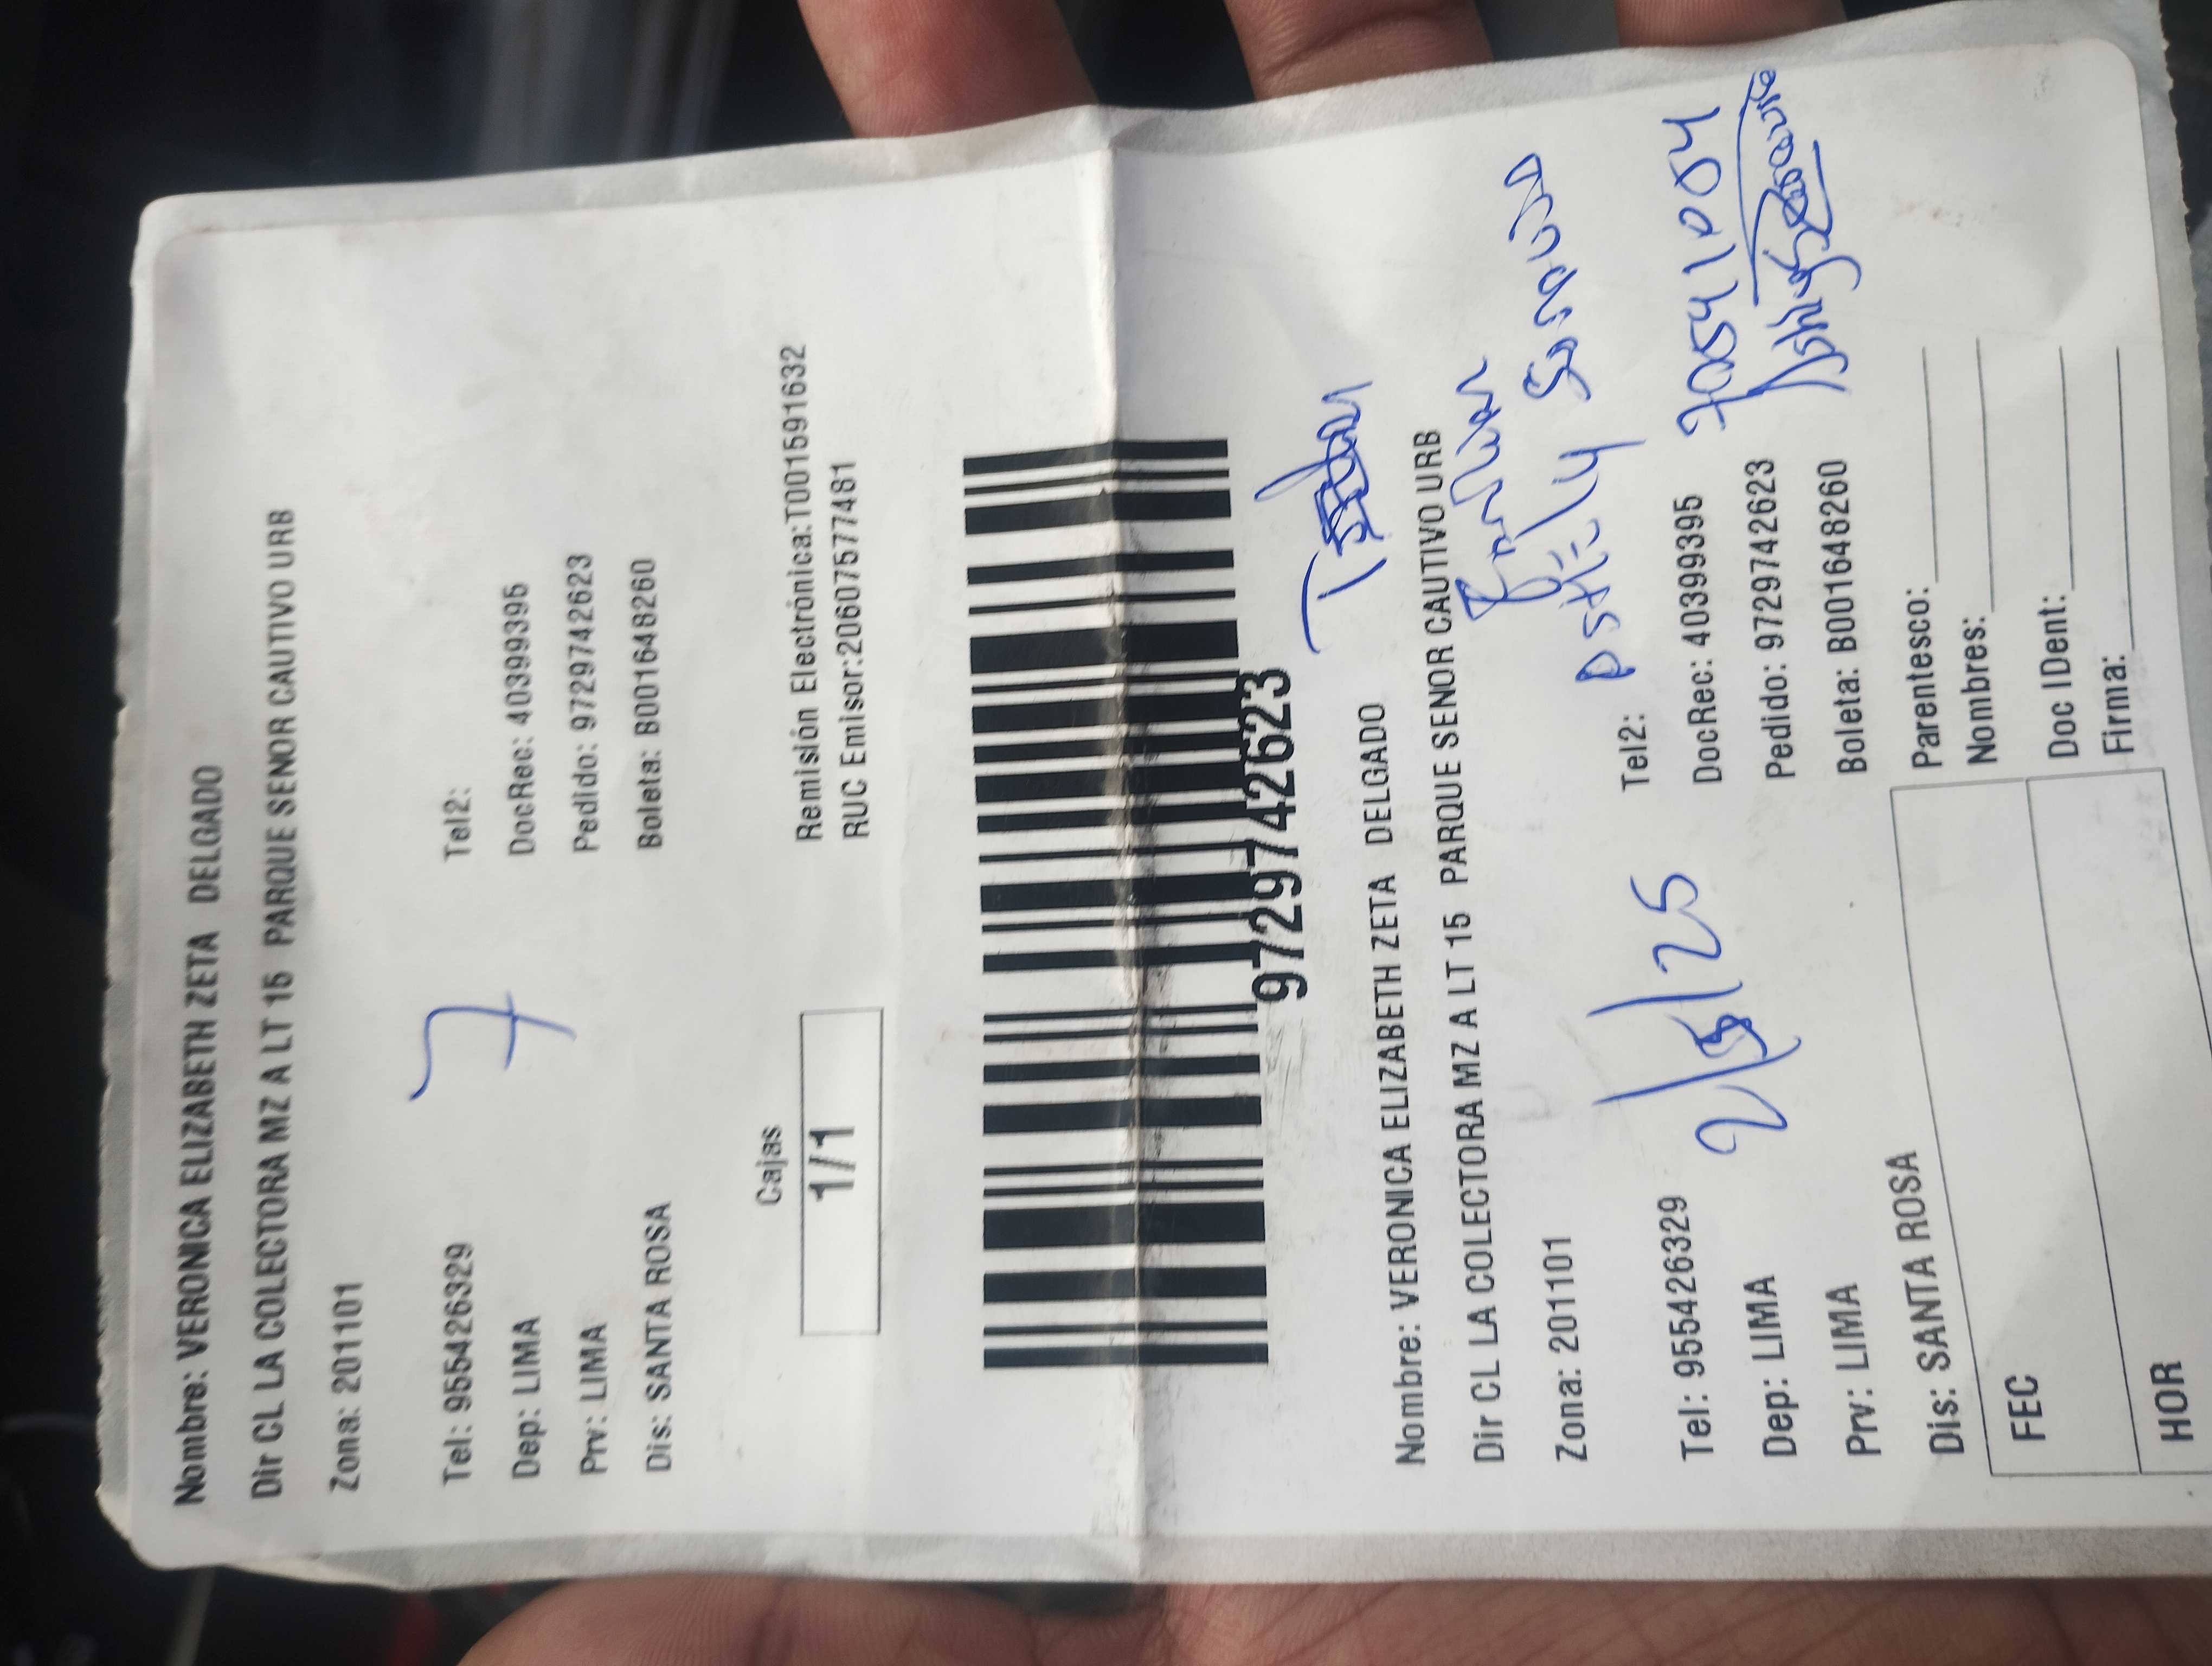 Nombre: VERONICA ELIZABETH ZETA DELGADO
Dir CL LA COLECTORA MZ A LT 15 PARQUE SENOR CAUTIVO URB
Zona: 201101
7
Tel: 955426329 Tel2:
Dep: LIMA DocRec: 40399395
Prv: LIMA Pedido: 9729742623
Dis: SANTA ROSA Boleta: B001648260
Cajas
1/1
Remisión Electrónica:T001591632
RUC Emisor:20607577481
9729742623
Nombre: VERONICA ELIZABETH ZETA DELGADO
Dir CL LA COLECTORA MZ A LT 15 PARQUE SENOR CAUTIVO URB
Zona: 201101
Tel: 955426329 Tel2:
2/5/25
70541054
Dep: LIMA DocRec: 40399395
Prv: LIMA Pedido: 9729742623
Dis: SANTA ROSA Boleta: B001648260
FEC
HOR
Parentesco:
Nombres:
Doc IDent:
Firma: